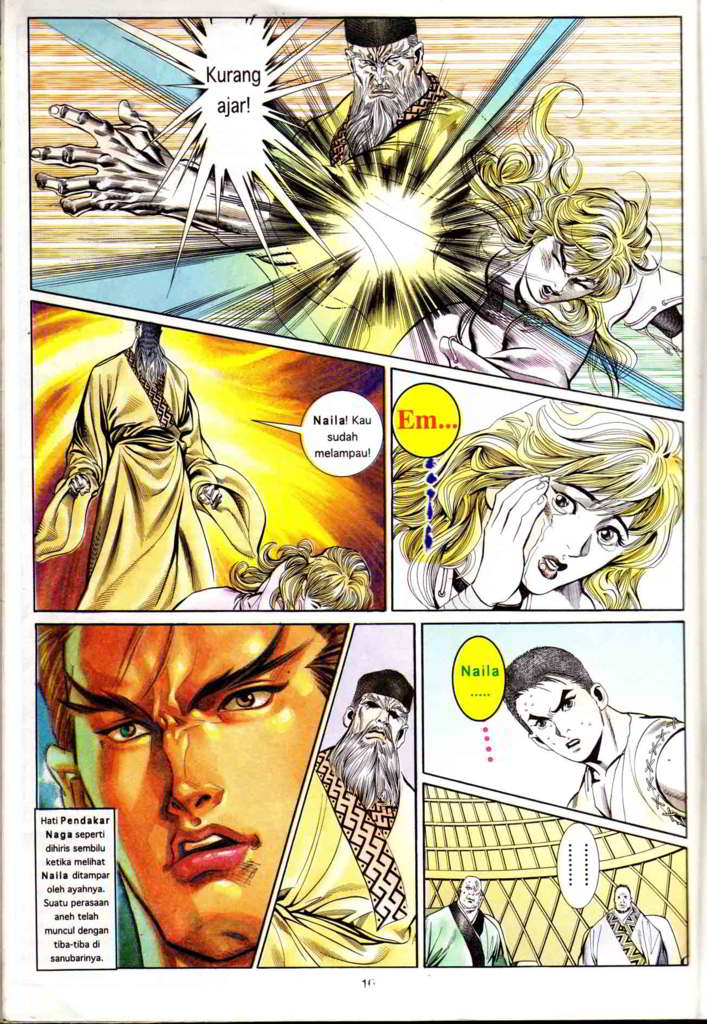 Kurang
ajar!
Naila! Kau
sudah
melampau!
Em...
Naila
.....
Hati Pendakar
Naga seperti
dihiris sembilu
ketika melihat
Naila ditampar
oleh ayahnya.
Suatu perasaan
aneh telah
muncul dengan
tiba-tiba di
sanubarinya.